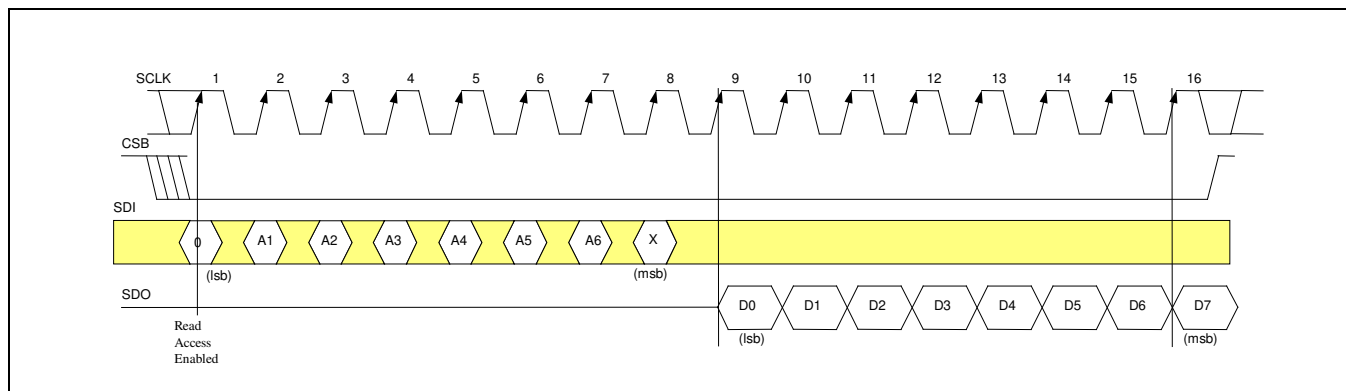 SCLK 1 2 3 4 5 6 7 8 9 10 11 12 13 14 15 16
CSB
SDI
0 A1 A2 A3 A4 A5 A6 X
(lsb) (msb)
SDO
D0 D1 D2 D3 D4 D5 D6 D7
(lsb) (msb)
Read
Access
Enabled